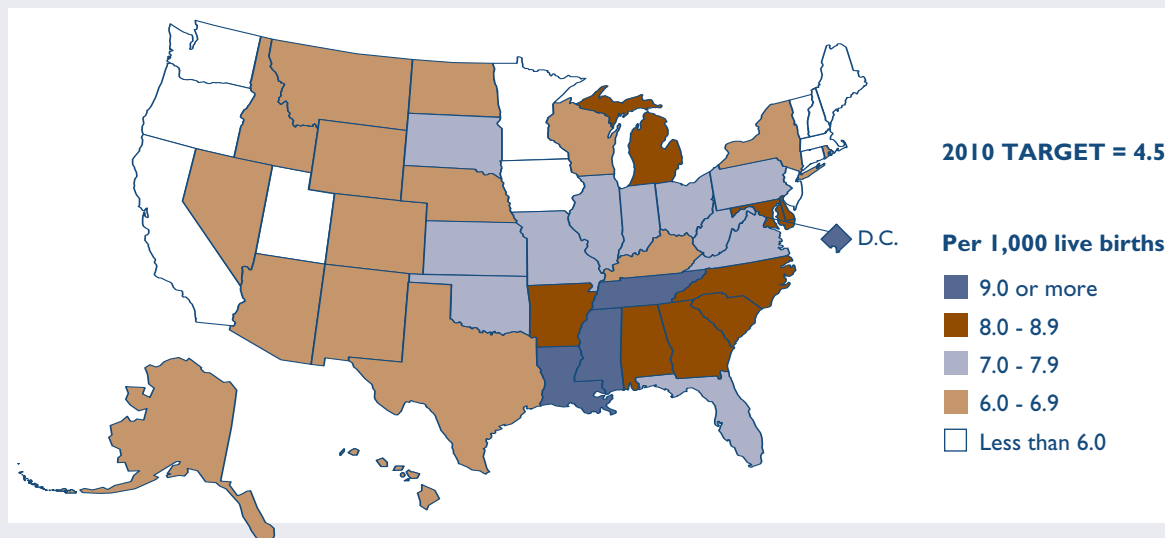 2010 TARGET = 4.5
D.C.
Per 1,000 live births
9.0 or more
8.0 - 8.9
7.0 - 7.9
6.0 - 6.9
Less than 6.0